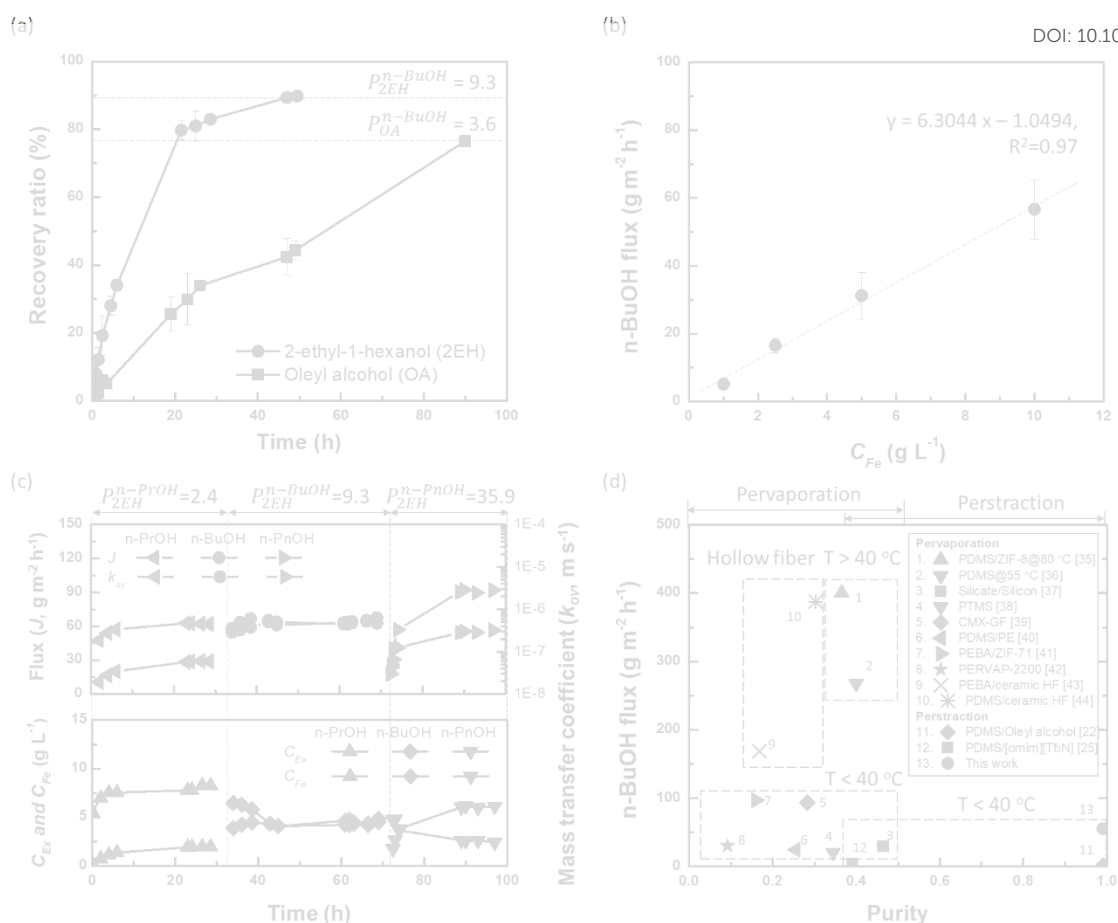 (a)
(b)
DOI: 10.10
100
80
60
40
20
0
Recovery ratio (%)
P_{2EH}^{n-BuOH} = 9.3
P_{OA}^{n-BuOH} = 3.6
2-ethyl-1-hexanol (2EH)
Oleyl alcohol (OA)
0 20 40 60 80 100
Time (h)
100
80
60
40
20
0
n-BuOH flux (g m⁻² h⁻¹)
y = 6.3044 x – 1.0494,
R²=0.97
0 2 4 6 8 10 12
C_{Fe} (g L⁻¹)
(c)
P_{2EH}^{n-PrOH}=2.4 P_{2EH}^{n-BuOH}=9.3 P_{2EH}^{n-PnOH}=35.9
150
120
90
60
30
0
Flux (J, g m⁻² h⁻¹)
n-PrOH n-BuOH n-PnOH
J
k_{ov}
1E-4
1E-5
1E-6
1E-7
1E-8
Mass transfer coefficient (k_{ov}, m s⁻¹)
15
10
5
0
C_{Ex} and C_{Fe} (g L⁻¹)
n-PrOH n-BuOH n-PnOH
C_{Ex}
C_{Fe}
0 20 40 60 80 100
Time (h)
(d)
Pervaporation
Perstraction
500
400
300
200
100
0
n-BuOH flux (g m⁻² h⁻¹)
Hollow fiber
T > 40 °C
10
1
2
9
T < 40 °C
T < 40 °C
7
5
8
6
4
3
12
13
11
Pervaporation
1. PDMS/ZIF-8@80 °C [35]
2. PDMS@55 °C [36]
3. Silicate/Silicon [37]
4. PTMS [38]
5. CMX-GF [39]
6. PDMS/PE [40]
7. PEBA/ZIF-71 [41]
8. PERVAP-2200 [42]
9. PEBA/ceramic HF [43]
10. PDMS/ceramic HF [44]
Perstraction
11. PDMS/Oleyl alcohol [22]
12. PDMS/[omim][Tf₂N] [25]
13. This work
0.0 0.2 0.4 0.6 0.8 1.0
Purity